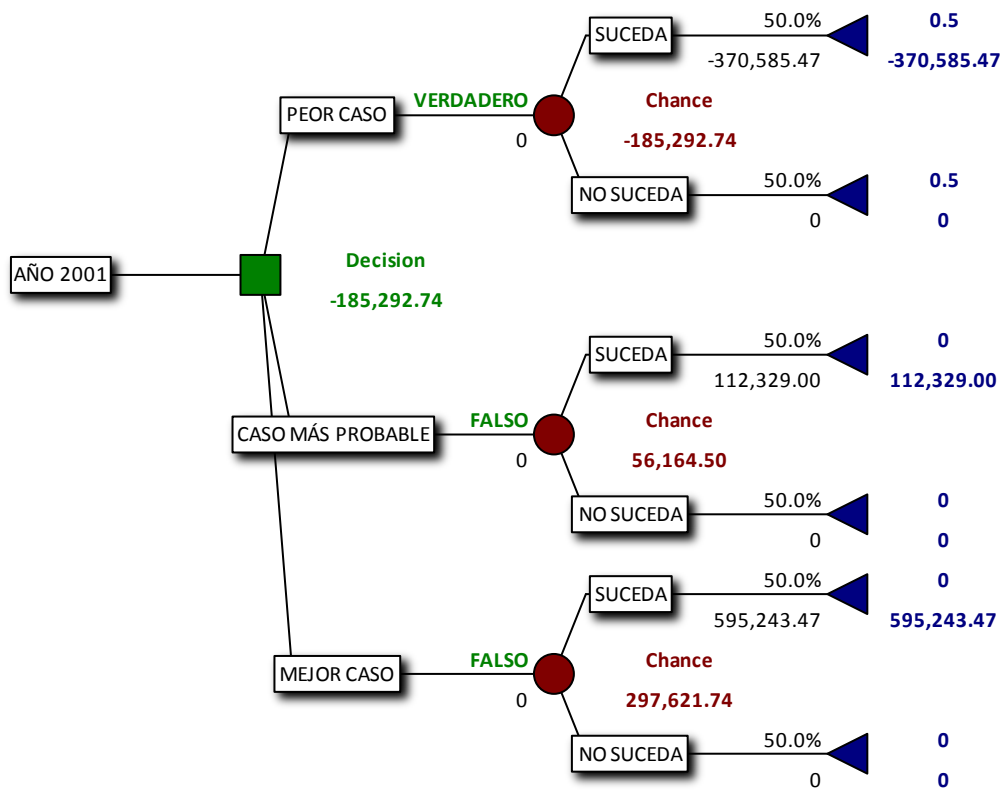 50.0% 0.5
SUCEDA
-370,585.47 -370,585.47
VERDADERO Chance
PEOR CASO
0 -185,292.74
50.0% 0.5
NO SUCEDA
0 0
Decision
AÑO 2001
-185,292.74
50.0% 0
SUCEDA
112,329.00 112,329.00
FALSO Chance
CASO MÁS PROBABLE
0 56,164.50
50.0% 0
NO SUCEDA
0 0
50.0% 0
SUCEDA
595,243.47 595,243.47
FALSO Chance
MEJOR CASO
0 297,621.74
50.0% 0
NO SUCEDA
0 0